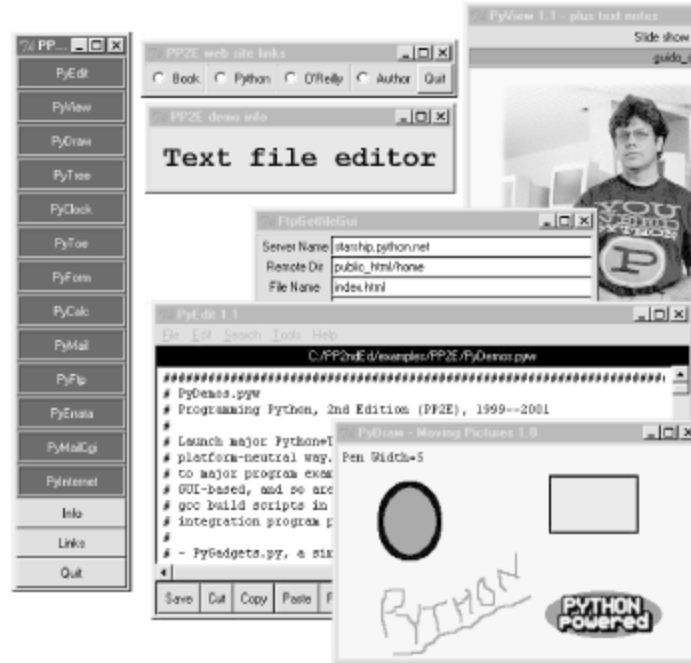 PP...
PyEdit
PyView
PyDraw
PyTree
PyClock
PyToe
PyForm
PyCalc
PyMail
PyFtp
PyErrata
PyMailCgi
PyInternet
Info
Links
Quit
PP2E web site links
Book Python O'Reilly Author Quit
PP2E demo info
Text file editor
PyView 1.1 - plus text notes
Slide show
guido_
YOU
P
FtpGetfileGui
Server Name starship.python.net
Remote Dir public_html/home
File Name index.html
PyEdit 1.1
File Edit Search Tools Help
C:/PP2ndEd/examples/PP2E/PyDemos.pyw
# PyDemos.pyw
# Programming Python, 2nd Edition (PP2E), 1999--2001
#
# Launch major Python+
# platform-neutral way.
# to major program exam
# GUI-based, and so are
# gcc build scripts in
# integration program p
#
# - PyGadgets.py, a sim
Save Cut Copy Paste F
PyDraw - Moving Pictures 1.0
Pen Width=5
PYTHON
PYTHON
Powered